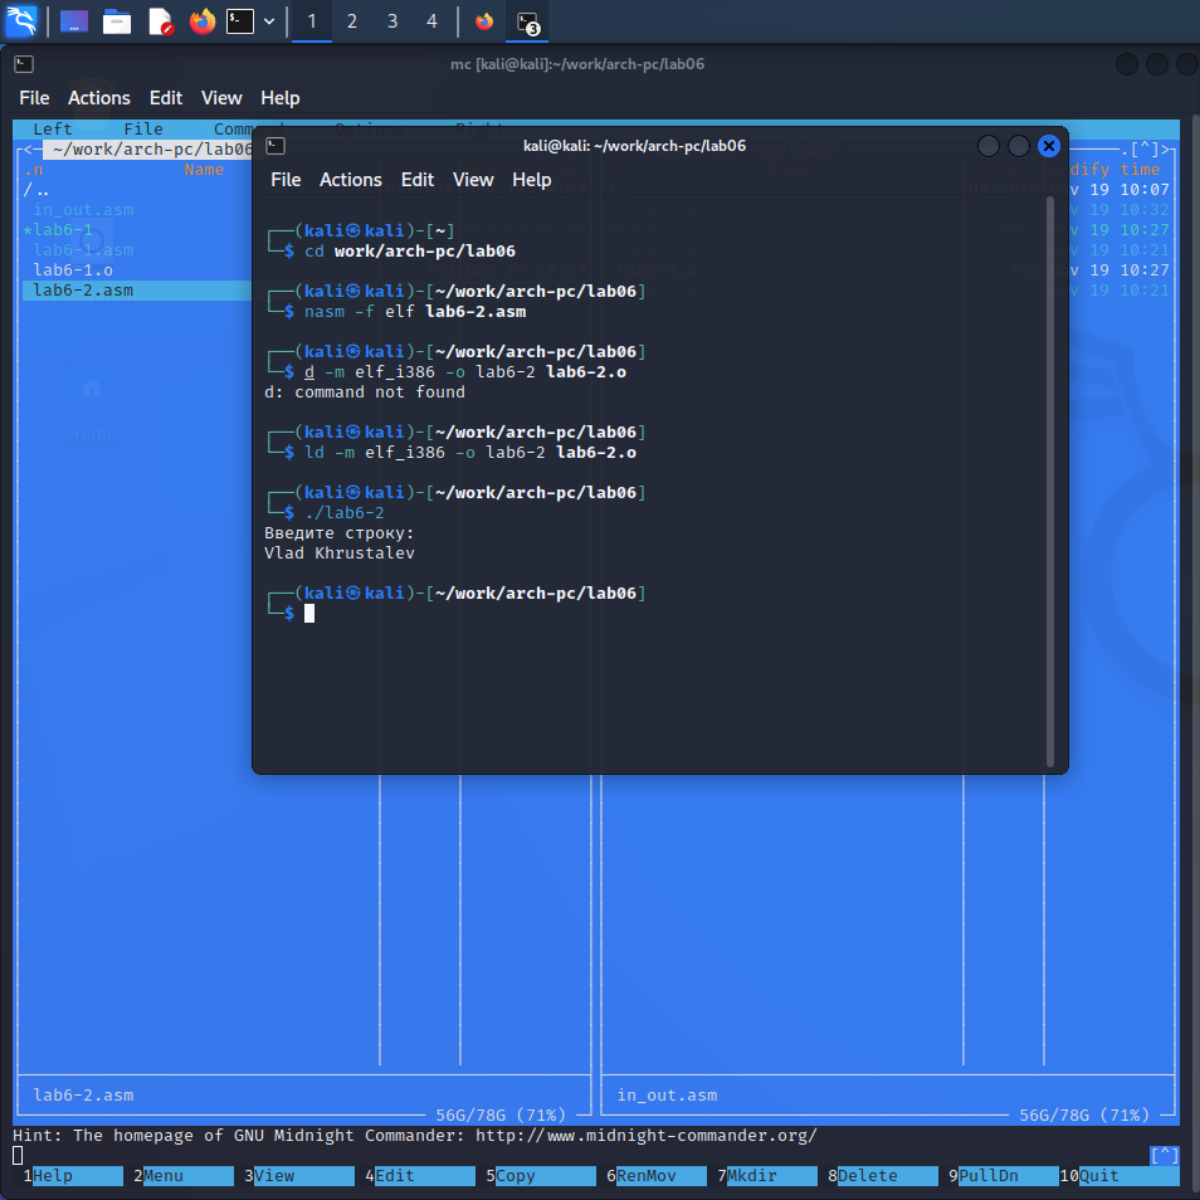 1 2 3 4 3
mc [kali@kali]:~/work/arch-pc/lab06
File Actions Edit View Help
Left File Comm
~/work/arch-pc/lab06
.n Name
/..
in_out.asm
*lab6-1
lab6-1.asm
lab6-1.o
lab6-2.asm
.[^]>
dify time
v 19 10:07
v 19 10:32
v 19 10:27
v 19 10:21
v 19 10:27
v 19 10:21
kali@kali: ~/work/arch-pc/lab06
File Actions Edit View Help
┌──(kali㉿kali)-[~]
└─$ cd work/arch-pc/lab06
┌──(kali㉿kali)-[~/work/arch-pc/lab06]
└─$ nasm -f elf lab6-2.asm
┌──(kali㉿kali)-[~/work/arch-pc/lab06]
└─$ d -m elf_i386 -o lab6-2 lab6-2.o
d: command not found
┌──(kali㉿kali)-[~/work/arch-pc/lab06]
└─$ ld -m elf_i386 -o lab6-2 lab6-2.o
┌──(kali㉿kali)-[~/work/arch-pc/lab06]
└─$ ./lab6-2
Введите строку:
Vlad Khrustalev
┌──(kali㉿kali)-[~/work/arch-pc/lab06]
└─$
Home
lab6-2.asm in_out.asm
56G/78G (71%) 56G/78G (71%)
Hint: The homepage of GNU Midnight Commander: http://www.midnight-commander.org/
[^]
1Help 2Menu 3View 4Edit 5Copy 6RenMov 7Mkdir 8Delete 9PullDn 10Quit